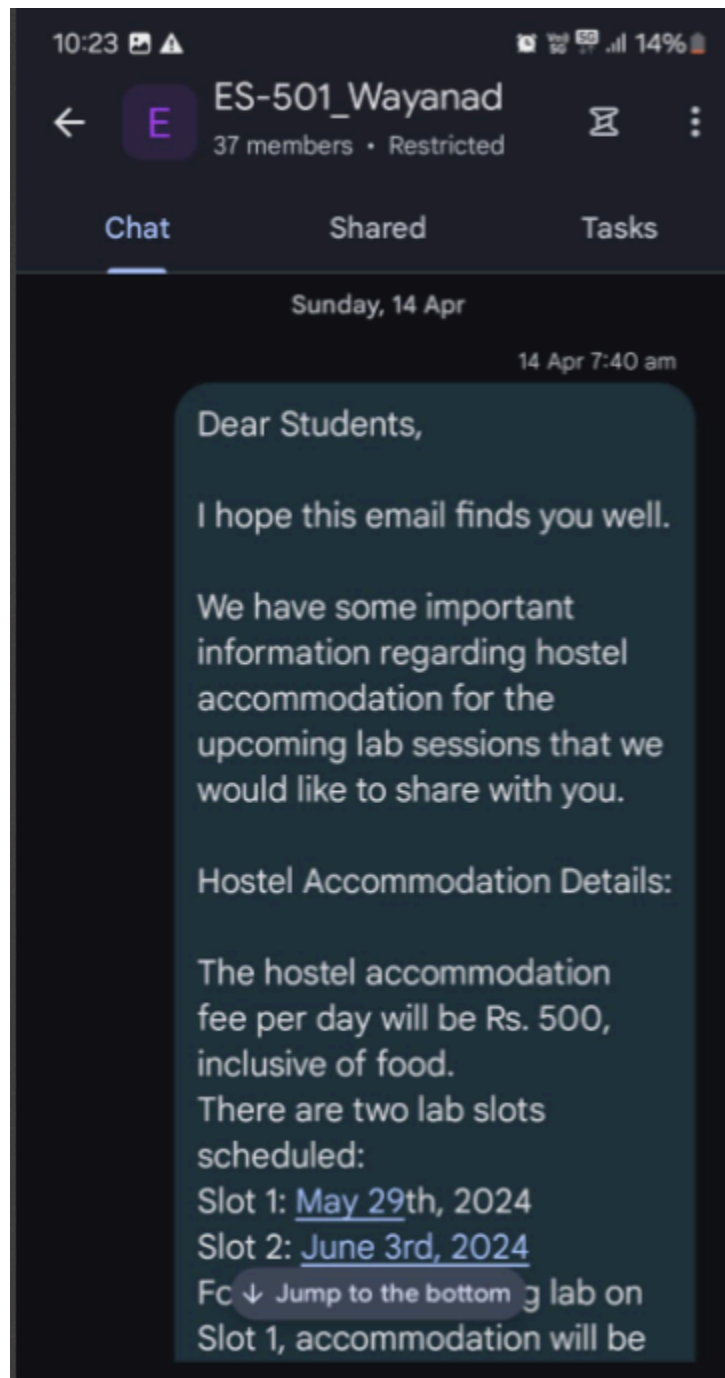 10:23 14%
ES-501_Wayanad
E
37 members • Restricted
Chat Shared Tasks
Sunday, 14 Apr
14 Apr 7:40 am
Dear Students,
I hope this email finds you well.
We have some important
information regarding hostel
accommodation for the
upcoming lab sessions that we
would like to share with you.
Hostel Accommodation Details:
The hostel accommodation
fee per day will be Rs. 500,
inclusive of food.
There are two lab slots
scheduled:
Slot 1: May 29th, 2024
Slot 2: June 3rd, 2024
↓ Jump to the bottom
lab on
Slot 1, accommodation will be